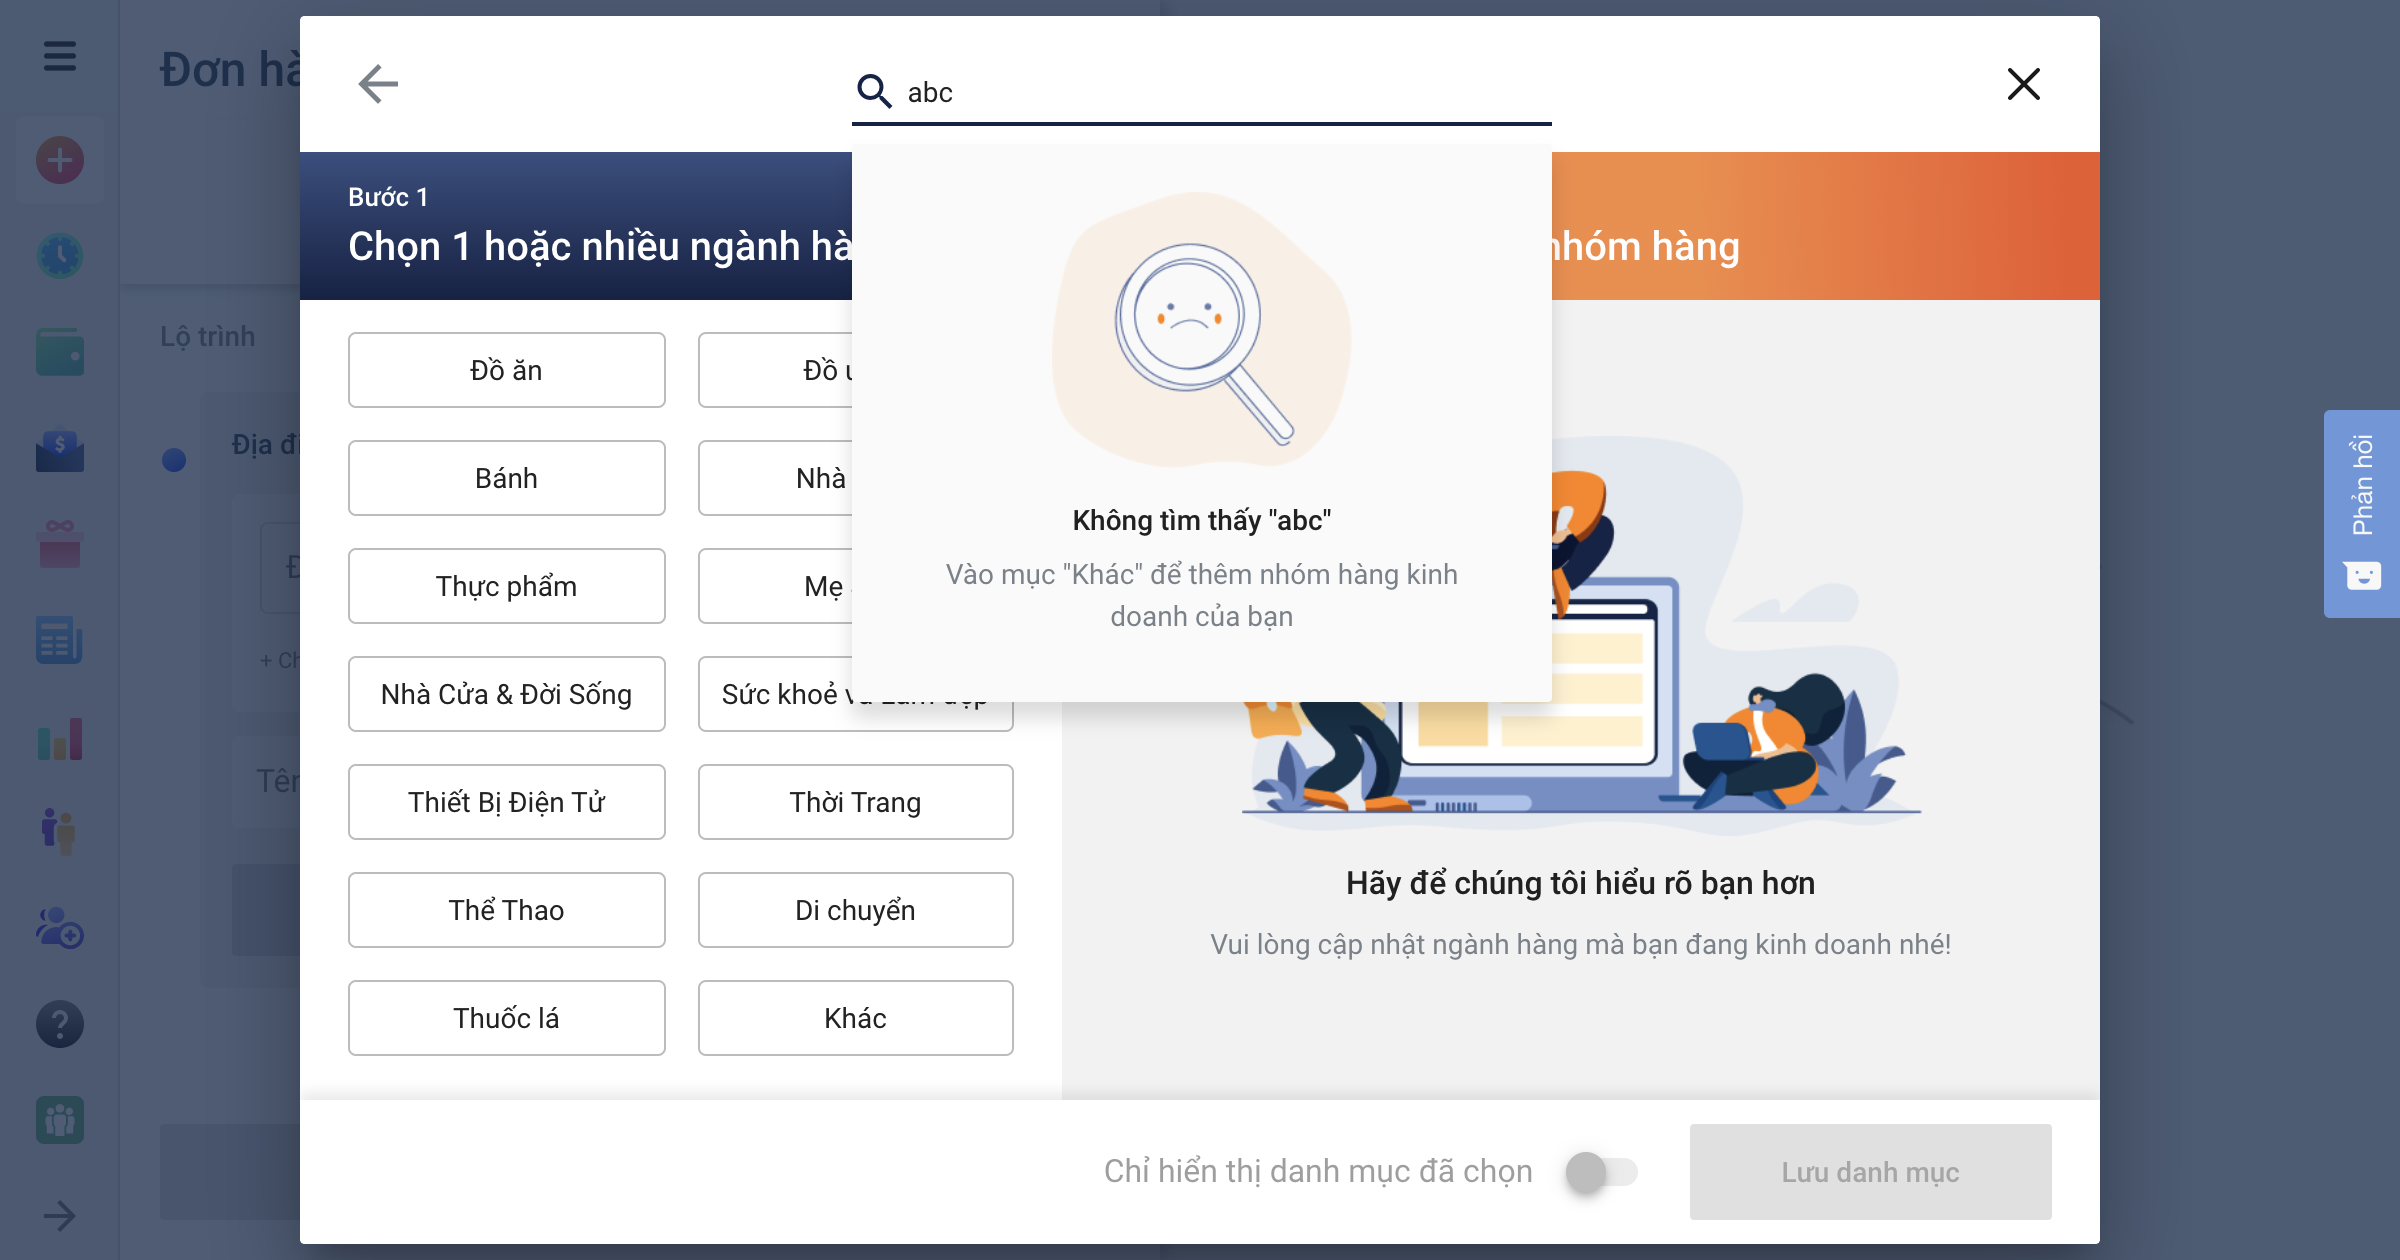 Đơn hà
abc
Bước 1
Chọn 1 hoặc nhiều ngành hà
nhóm hàng
Lộ trình
Địa đi
+ Ch
Tên
Đồ ăn
Đồ u
Bánh
Nhà
Thực phẩm
Mẹ
Nhà Cửa & Đời Sống
Sức khoẻ
Thiết Bị Điện Tử
Thời Trang
Thể Thao
Di chuyển
Thuốc lá
Khác
Không tìm thấy "abc"
Vào mục "Khác" để thêm nhóm hàng kinh
doanh của bạn
Hãy để chúng tôi hiểu rõ bạn hơn
Vui lòng cập nhật ngành hàng mà bạn đang kinh doanh nhé!
Phản hồi
Chỉ hiển thị danh mục đã chọn
Lưu danh mục